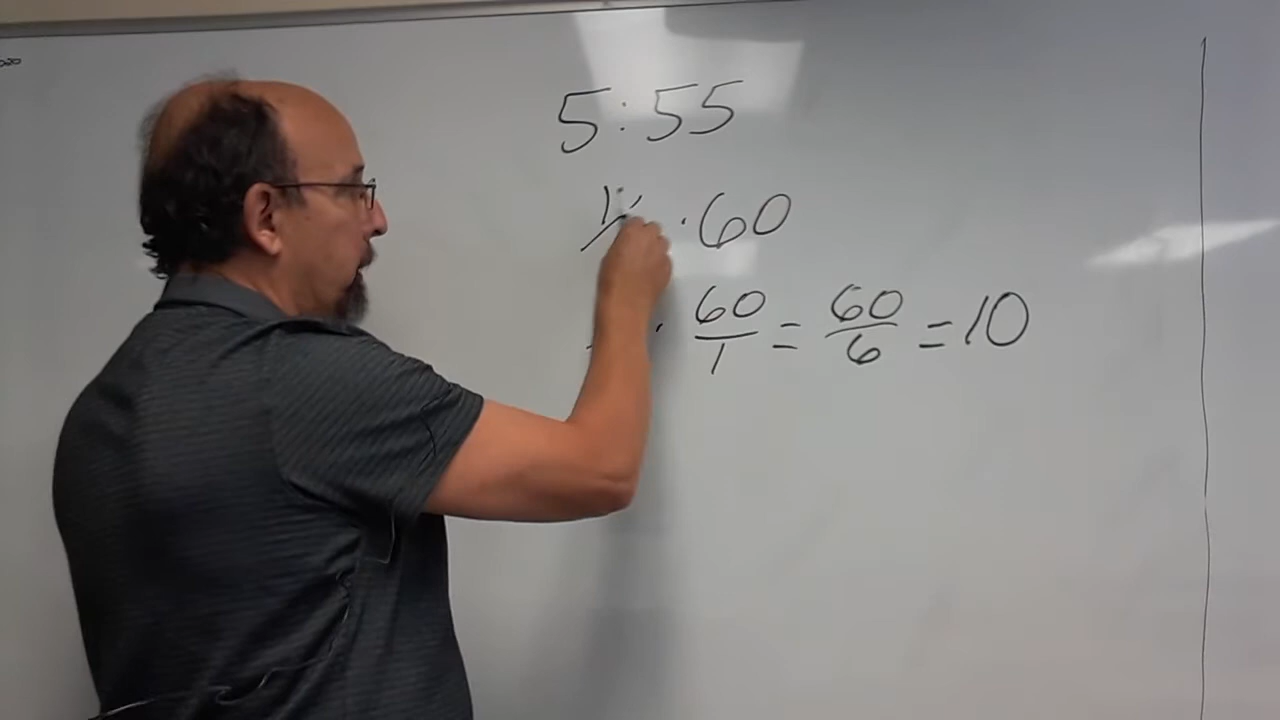 5:55
· 60
· 60/1 = 60/6 = 10